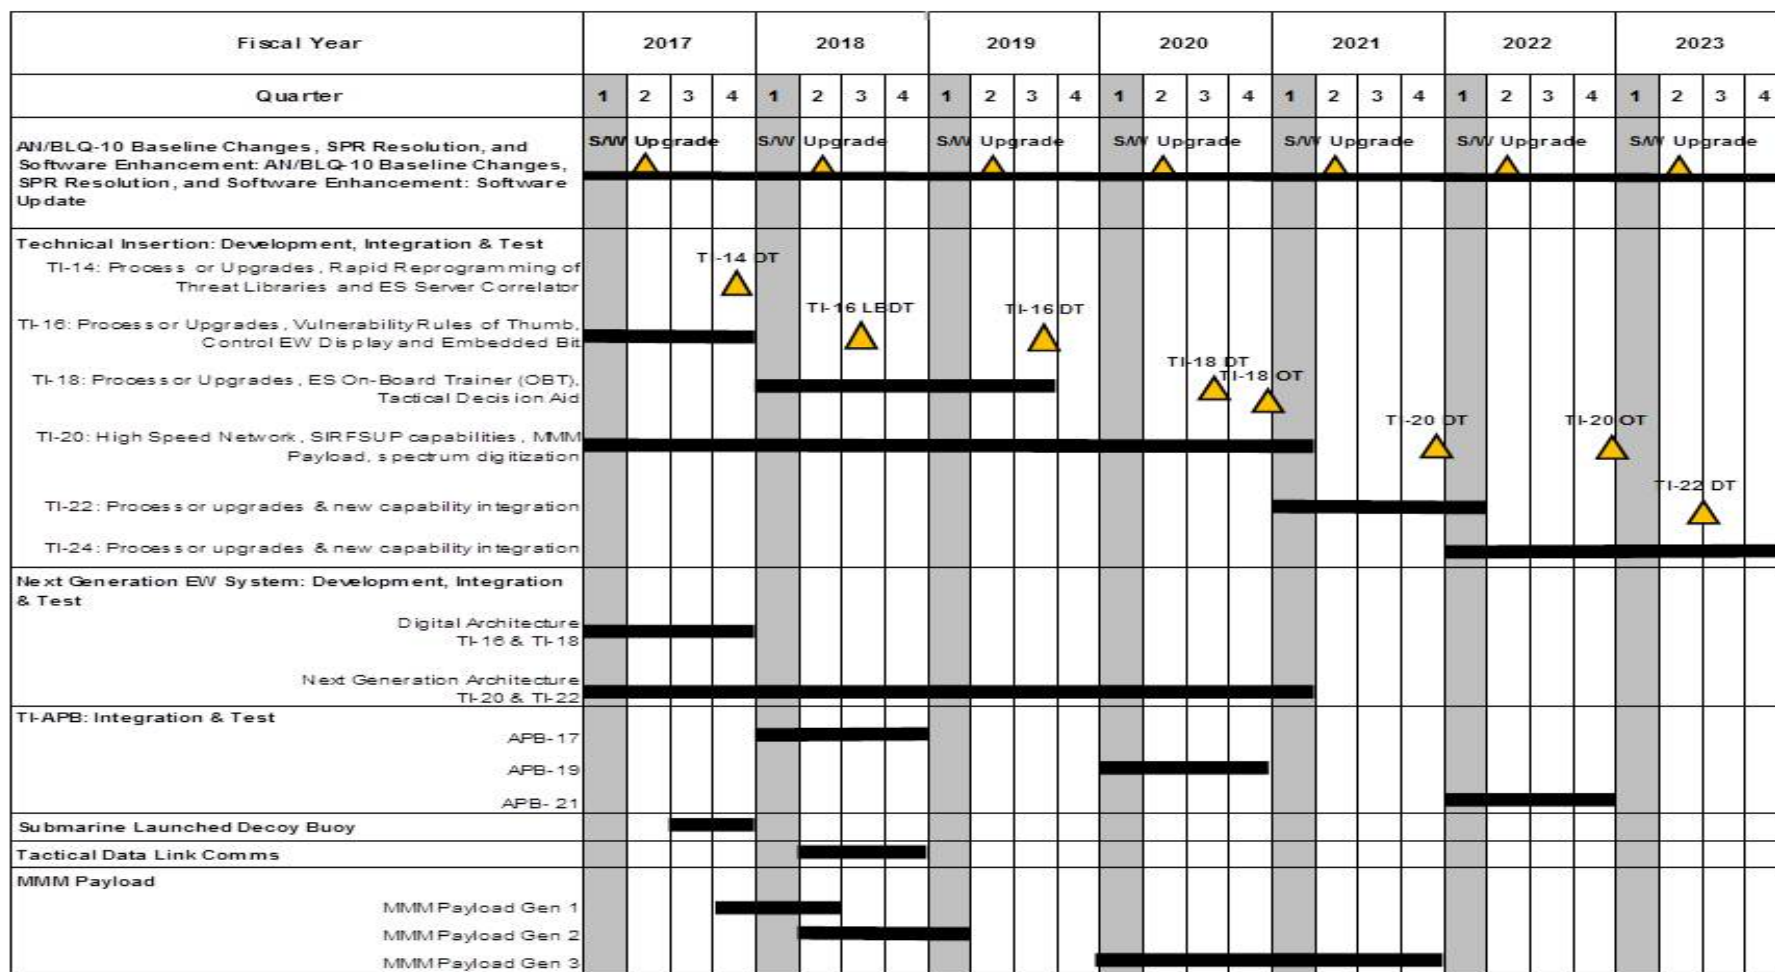 Fiscal Year 2017 2018 2019 2020 2021 2022 2023
Quarter 1 2 3 4 1 2 3 4 1 2 3 4 1 2 3 4 1 2 3 4 1 2 3 4 1 2 3 4
AN/BLQ-10 Baseline Changes, SPR Resolution, and
Software Enhancement: AN/BLQ-10 Baseline Changes,
SPR Resolution, and Software Enhancement: Software
Update
S/W Upgrade S/W Upgrade S/W Upgrade S/W Upgrade S/W Upgrade S/W Upgrade S/W Upgrade
Technical Insertion: Development, Integration & Test
TI-14: Process or Upgrades, Rapid Reprogramming of
Threat Libraries and ES Server Correlator
TI-14 DT
TI-16: Process or Upgrades, Vulnerability Rules of Thumb,
Control EW Display and Embedded Bit
TI-16 LBDT
TI-16 DT
TI-18: Process or Upgrades, ES On-Board Trainer (OBT),
Tactical Decision Aid
TI-18 DT
TI-18 OT
TI-20: High Speed Network, SIRFSUP capabilities, MMM
Payload, spectrum digitization
TI-20 DT
TI-20 OT
TI-22: Process or upgrades & new capability integration
TI-22 DT
TI-24: Process or upgrades & new capability integration
Next Generation EW System: Development, Integration
& Test
Digital Architecture
TI-16 & TI-18
Next Generation Architecture
TI-20 & TI-22
TI-APB: Integration & Test
APB-17
APB-19
APB- 21
Submarine Launched Decoy Buoy
Tactical Data Link Comms
MMM Payload
MMM Payload Gen 1
MMM Payload Gen 2
MMM Payload Gen 3